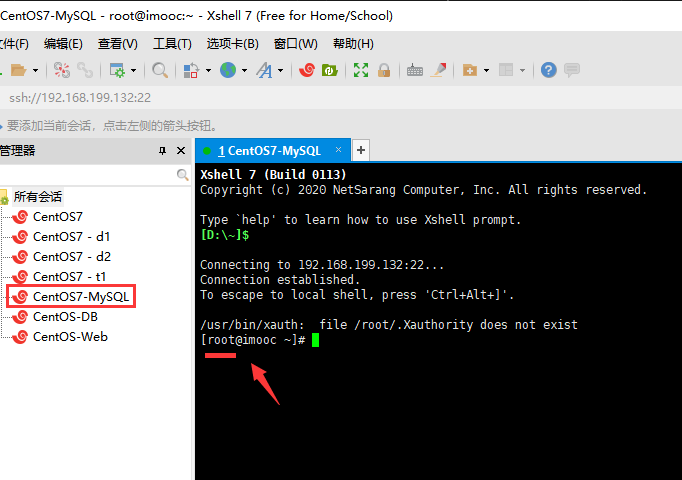 CentOS7-MySQL - root@imooc:~ - Xshell 7 (Free for Home/School)
文件(F) 编辑(E) 查看(V) 工具(T) 选项卡(B) 窗口(W) 帮助(H)
ssh://192.168.199.132:22
要添加当前会话，点击左侧的箭头按钮。
管理器
1 CentOS7-MySQL
所有会话
CentOS7
CentOS7 - d1
CentOS7 - d2
CentOS7 - t1
CentOS7-MySQL
CentOS-DB
CentOS-Web
Xshell 7 (Build 0113)
Copyright (c) 2020 NetSarang Computer, Inc. All rights reserved.
Type `help' to learn how to use Xshell prompt.
[D:\~]$
Connecting to 192.168.199.132:22...
Connection established.
To escape to local shell, press 'Ctrl+Alt+]'.
/usr/bin/xauth:  file /root/.Xauthority does not exist
[root@imooc ~]#